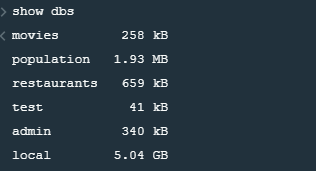 > show dbs
< movies 258 kB
population 1.93 MB
restaurants 659 kB
test 41 kB
admin 340 kB
local 5.04 GB